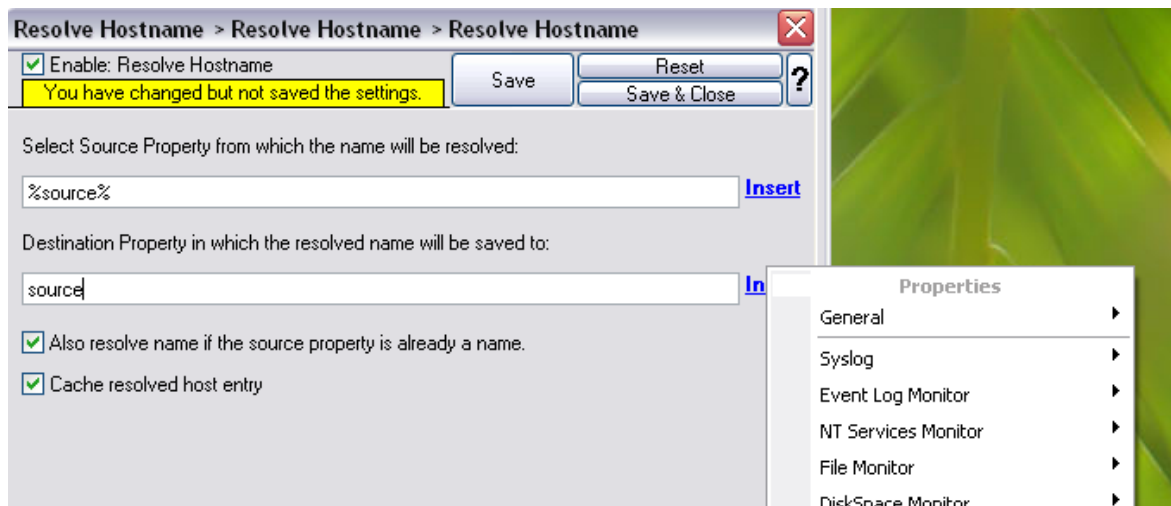 Resolve Hostname > Resolve Hostname > Resolve Hostname
Enable: Resolve Hostname
You have changed but not saved the settings.
Save
Reset
Save & Close
?
Select Source Property from which the name will be resolved:
%source%
Insert
Destination Property in which the resolved name will be saved to:
source
In
Also resolve name if the source property is already a name.
Cache resolved host entry
Properties
General
Syslog
Event Log Monitor
NT Services Monitor
File Monitor
DiskSpace Monitor